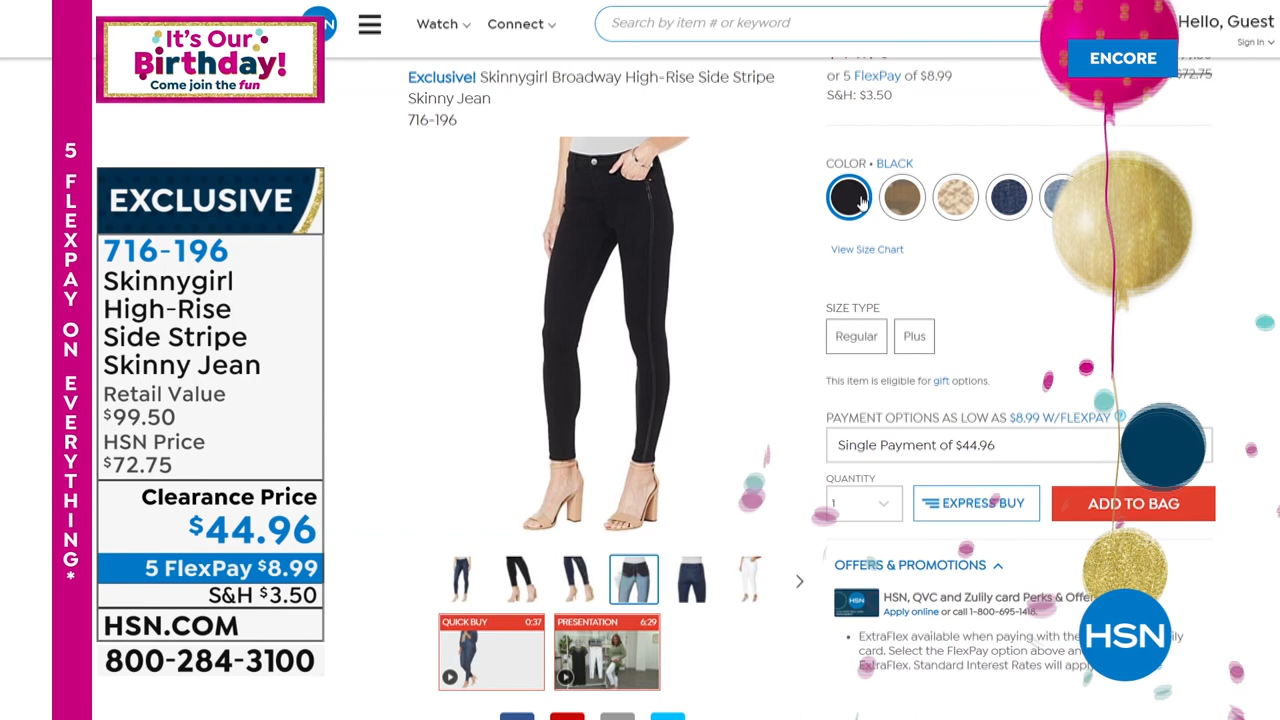 It's Our
Birthday!
Come join the fun
5 FLEXPAY ON EVERYTHING*
EXCLUSIVE
716-196
Skinnygirl
High-Rise
Side Stripe
Skinny Jean
Retail Value
$99.50
HSN Price
$72.75
Clearance Price
$44.96
5 FlexPay $8.99
S&H $3.50
HSN.COM
800-284-3100
Watch
Connect
Search by item # or keyword
Hello, Guest
Sign In
ENCORE
Exclusive! Skinnygirl Broadway High-Rise Side Stripe
Skinny Jean
716-196
or 5 FlexPay of $8.99
$72.75
S&H: $3.50
COLOR • BLACK
View Size Chart
SIZE TYPE
Regular
Plus
This item is eligible for gift options.
PAYMENT OPTIONS AS LOW AS $8.99 W/FLEXPAY
Single Payment of $44.96
QUANTITY
1
EXPRESS BUY
ADD TO BAG
OFFERS & PROMOTIONS
HSN, QVC and Zulily card Perks &
Apply online or call 1-800-695-1418.
ExtraFlex available when paying with the
card. Select the FlexPay option above
ExtraFlex. Standard Interest Rates will
QUICK BUY 0:37
PRESENTATION 6:29
HSN